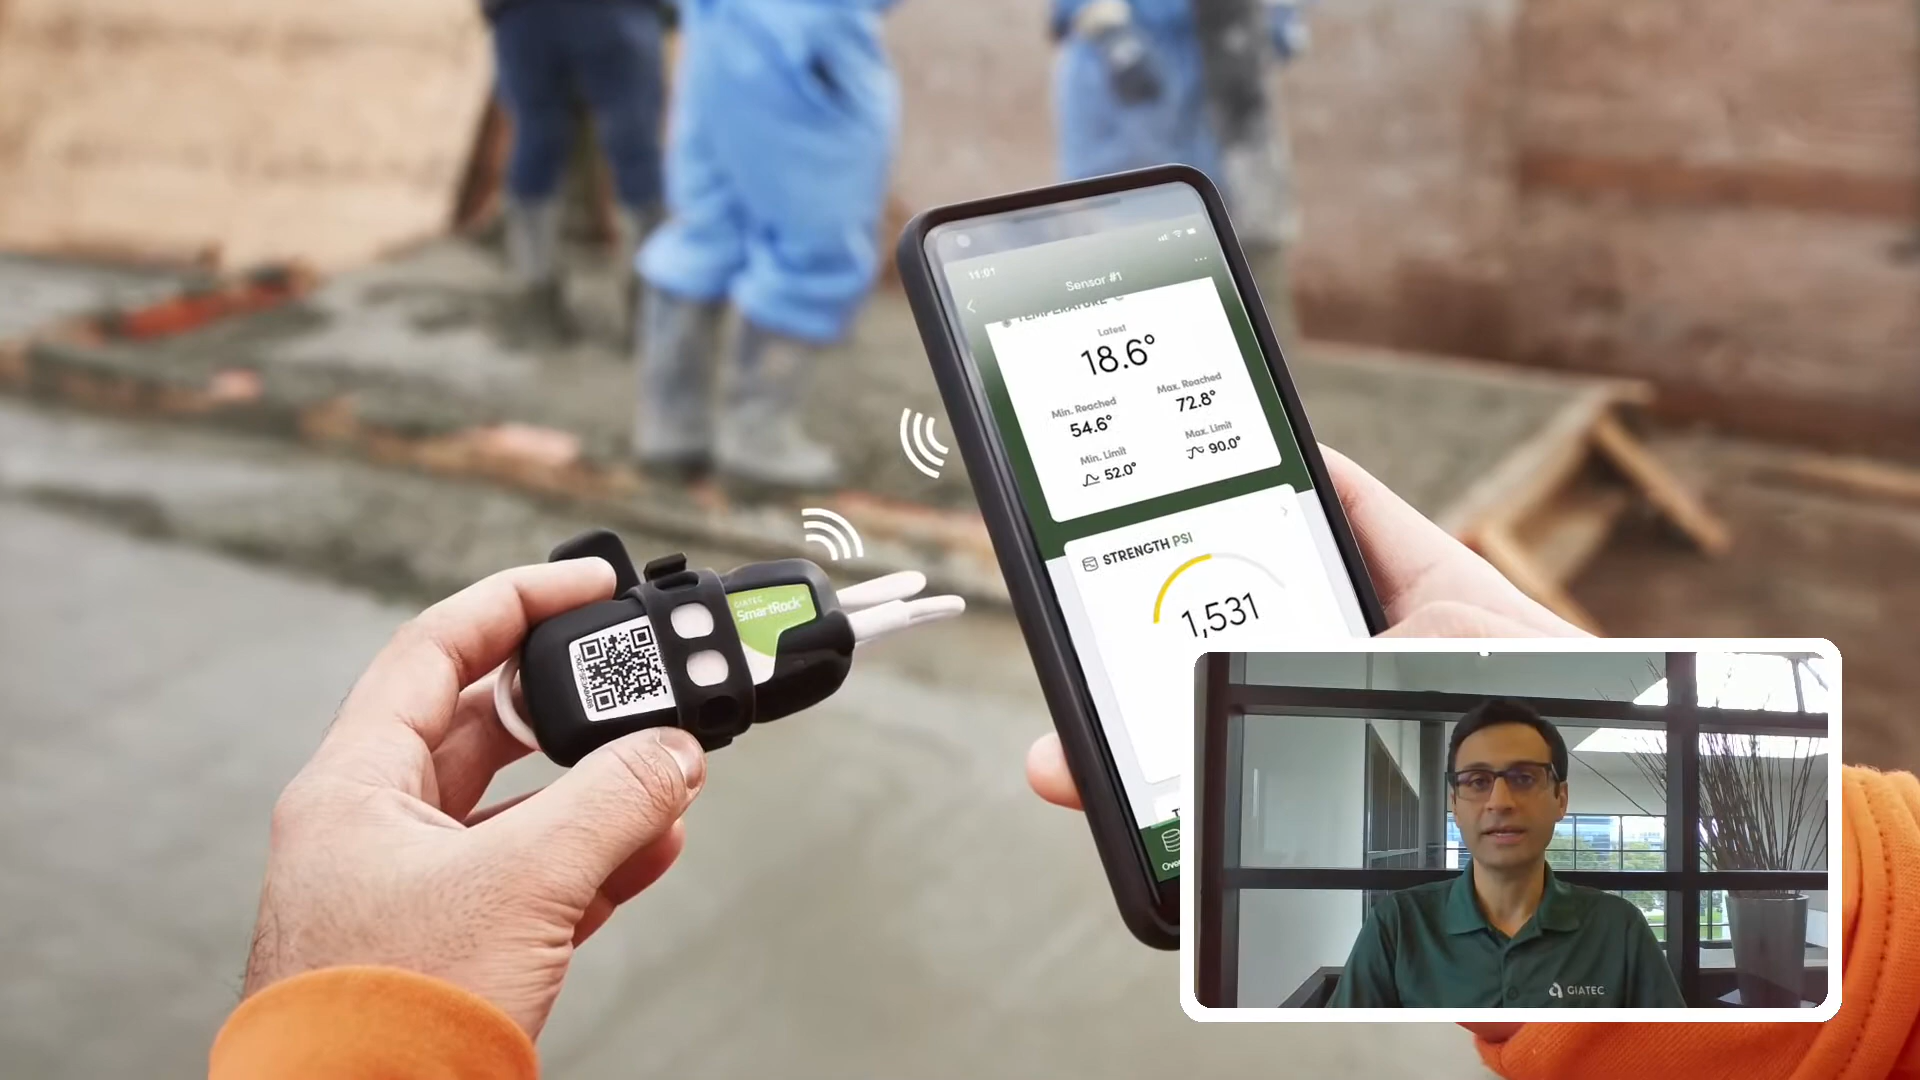 11:01
Sensor #1
TEMPERATURE °C
Latest
18.6°
Min. Reached
Max. Reached
54.6°
72.8°
Min. Limit
Max. Limit
52.0°
90.0°
STRENGTH PSI
1,531
GIATEC
SmartRock
GIATEC